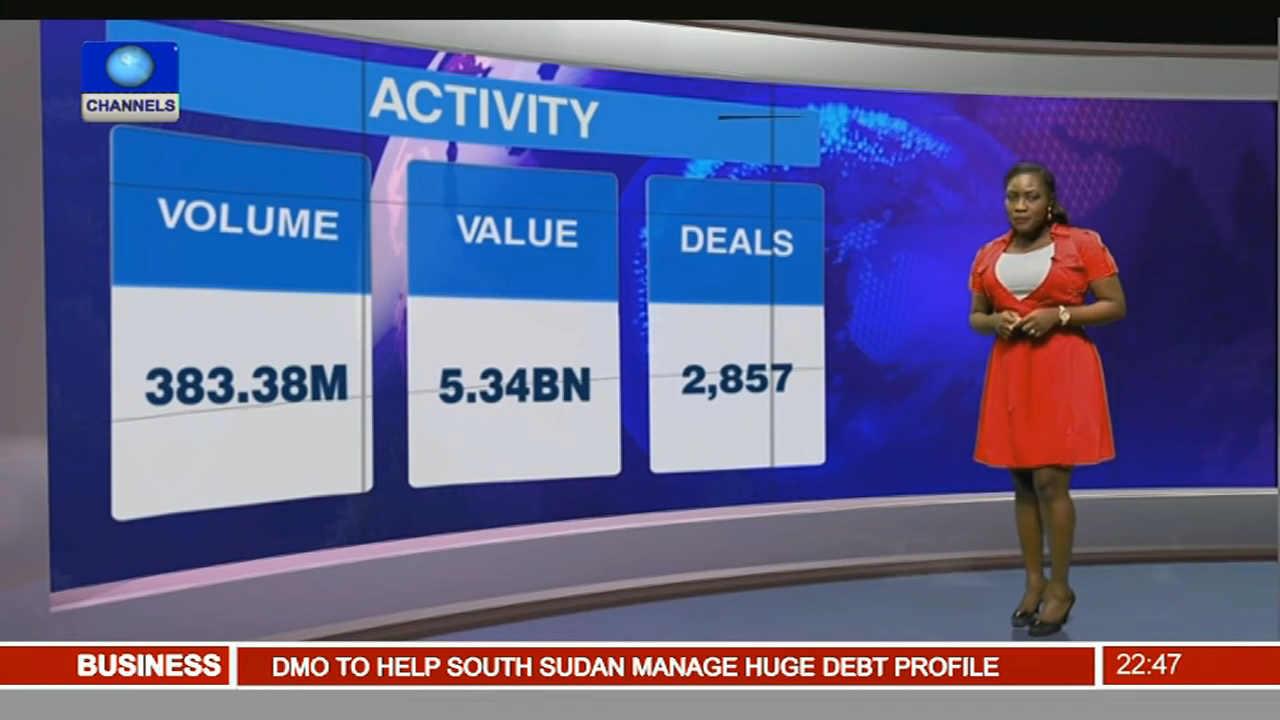 CHANNELS
ACTIVITY
VOLUME
VALUE
DEALS
383.38M
5.34BN
2,857
BUSINESS
DMO TO HELP SOUTH SUDAN MANAGE HUGE DEBT PROFILE
22:47